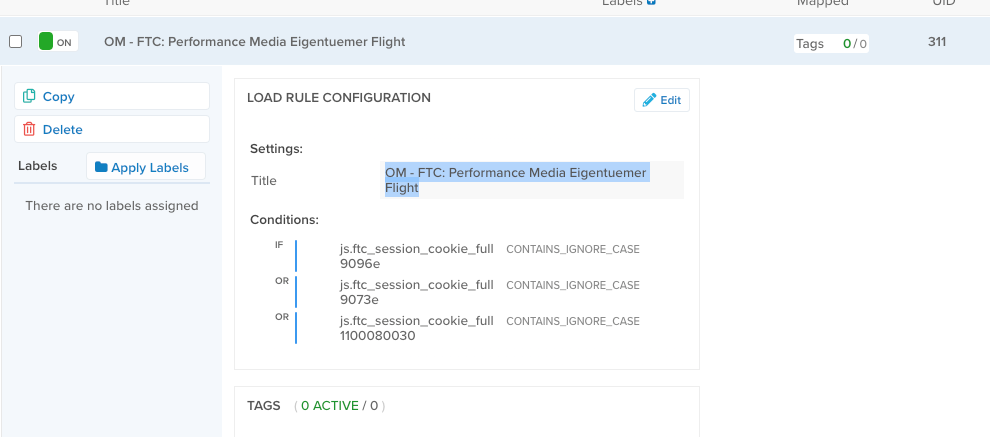 Title Labels Mapped UID
ON OM - FTC: Performance Media Eigentuemer Flight Tags 0 / 0 311
Copy
Delete
Labels Apply Labels
There are no labels assigned
LOAD RULE CONFIGURATION
Edit
Settings:
Title OM - FTC: Performance Media Eigentuemer
Flight
Conditions:
IF js.ftc_session_cookie_full CONTAINS_IGNORE_CASE
9096e
OR js.ftc_session_cookie_full CONTAINS_IGNORE_CASE
9073e
OR js.ftc_session_cookie_full CONTAINS_IGNORE_CASE
1100080030
TAGS ( 0 ACTIVE / 0 )